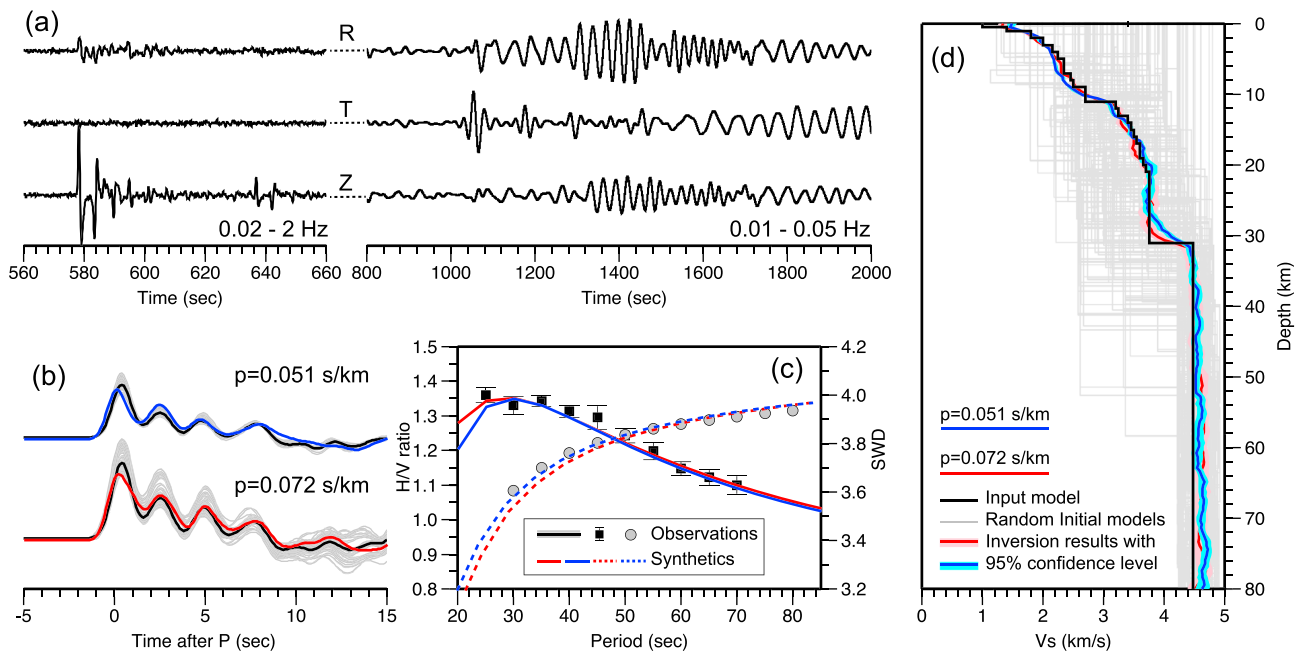 (a)
R
T
Z
0.02 - 2 Hz
0.01 - 0.05 Hz
560 580 600 620 640 660
800 1000 1200 1400 1600 1800 2000
Time (sec)
Time (sec)
(b)
p=0.051 s/km
p=0.072 s/km
-5 0 5 10 15
Time after P (sec)
(c)
1.5
1.4
1.3
1.2
1.1
1.0
0.9
0.8
H/V ratio
4.2
4.0
3.8
3.6
3.4
3.2
SWD
Observations
Synthetics
20 30 40 50 60 70 80
Period (sec)
(d)
0
10
20
30
40
50
60
70
80
Depth (km)
p=0.051 s/km
p=0.072 s/km
Input model
Random Initial models
Inversion results with
95% confidence level
0 1 2 3 4 5
Vs (km/s)